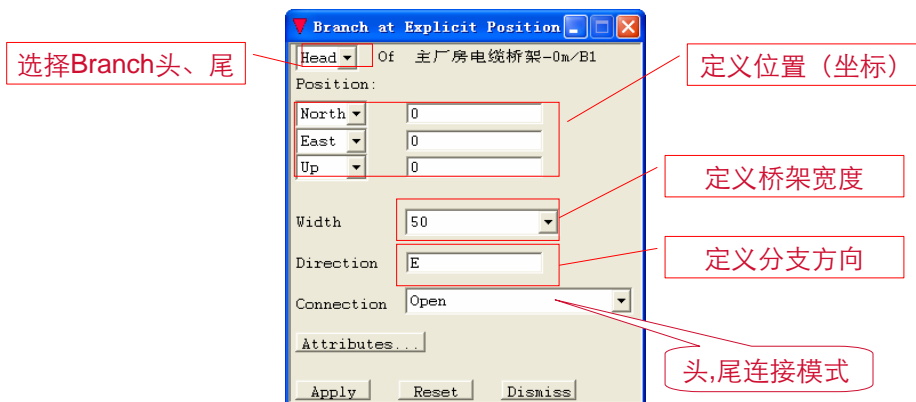 Branch at Explicit Position
选择Branch头、尾
Head Of 主厂房电缆桥架-0m/B1
定义位置（坐标）
Position:
North 0
East 0
Up 0
定义桥架宽度
Width 50
定义分支方向
Direction E
Connection Open
Attributes...
头,尾连接模式
Apply Reset Dismiss